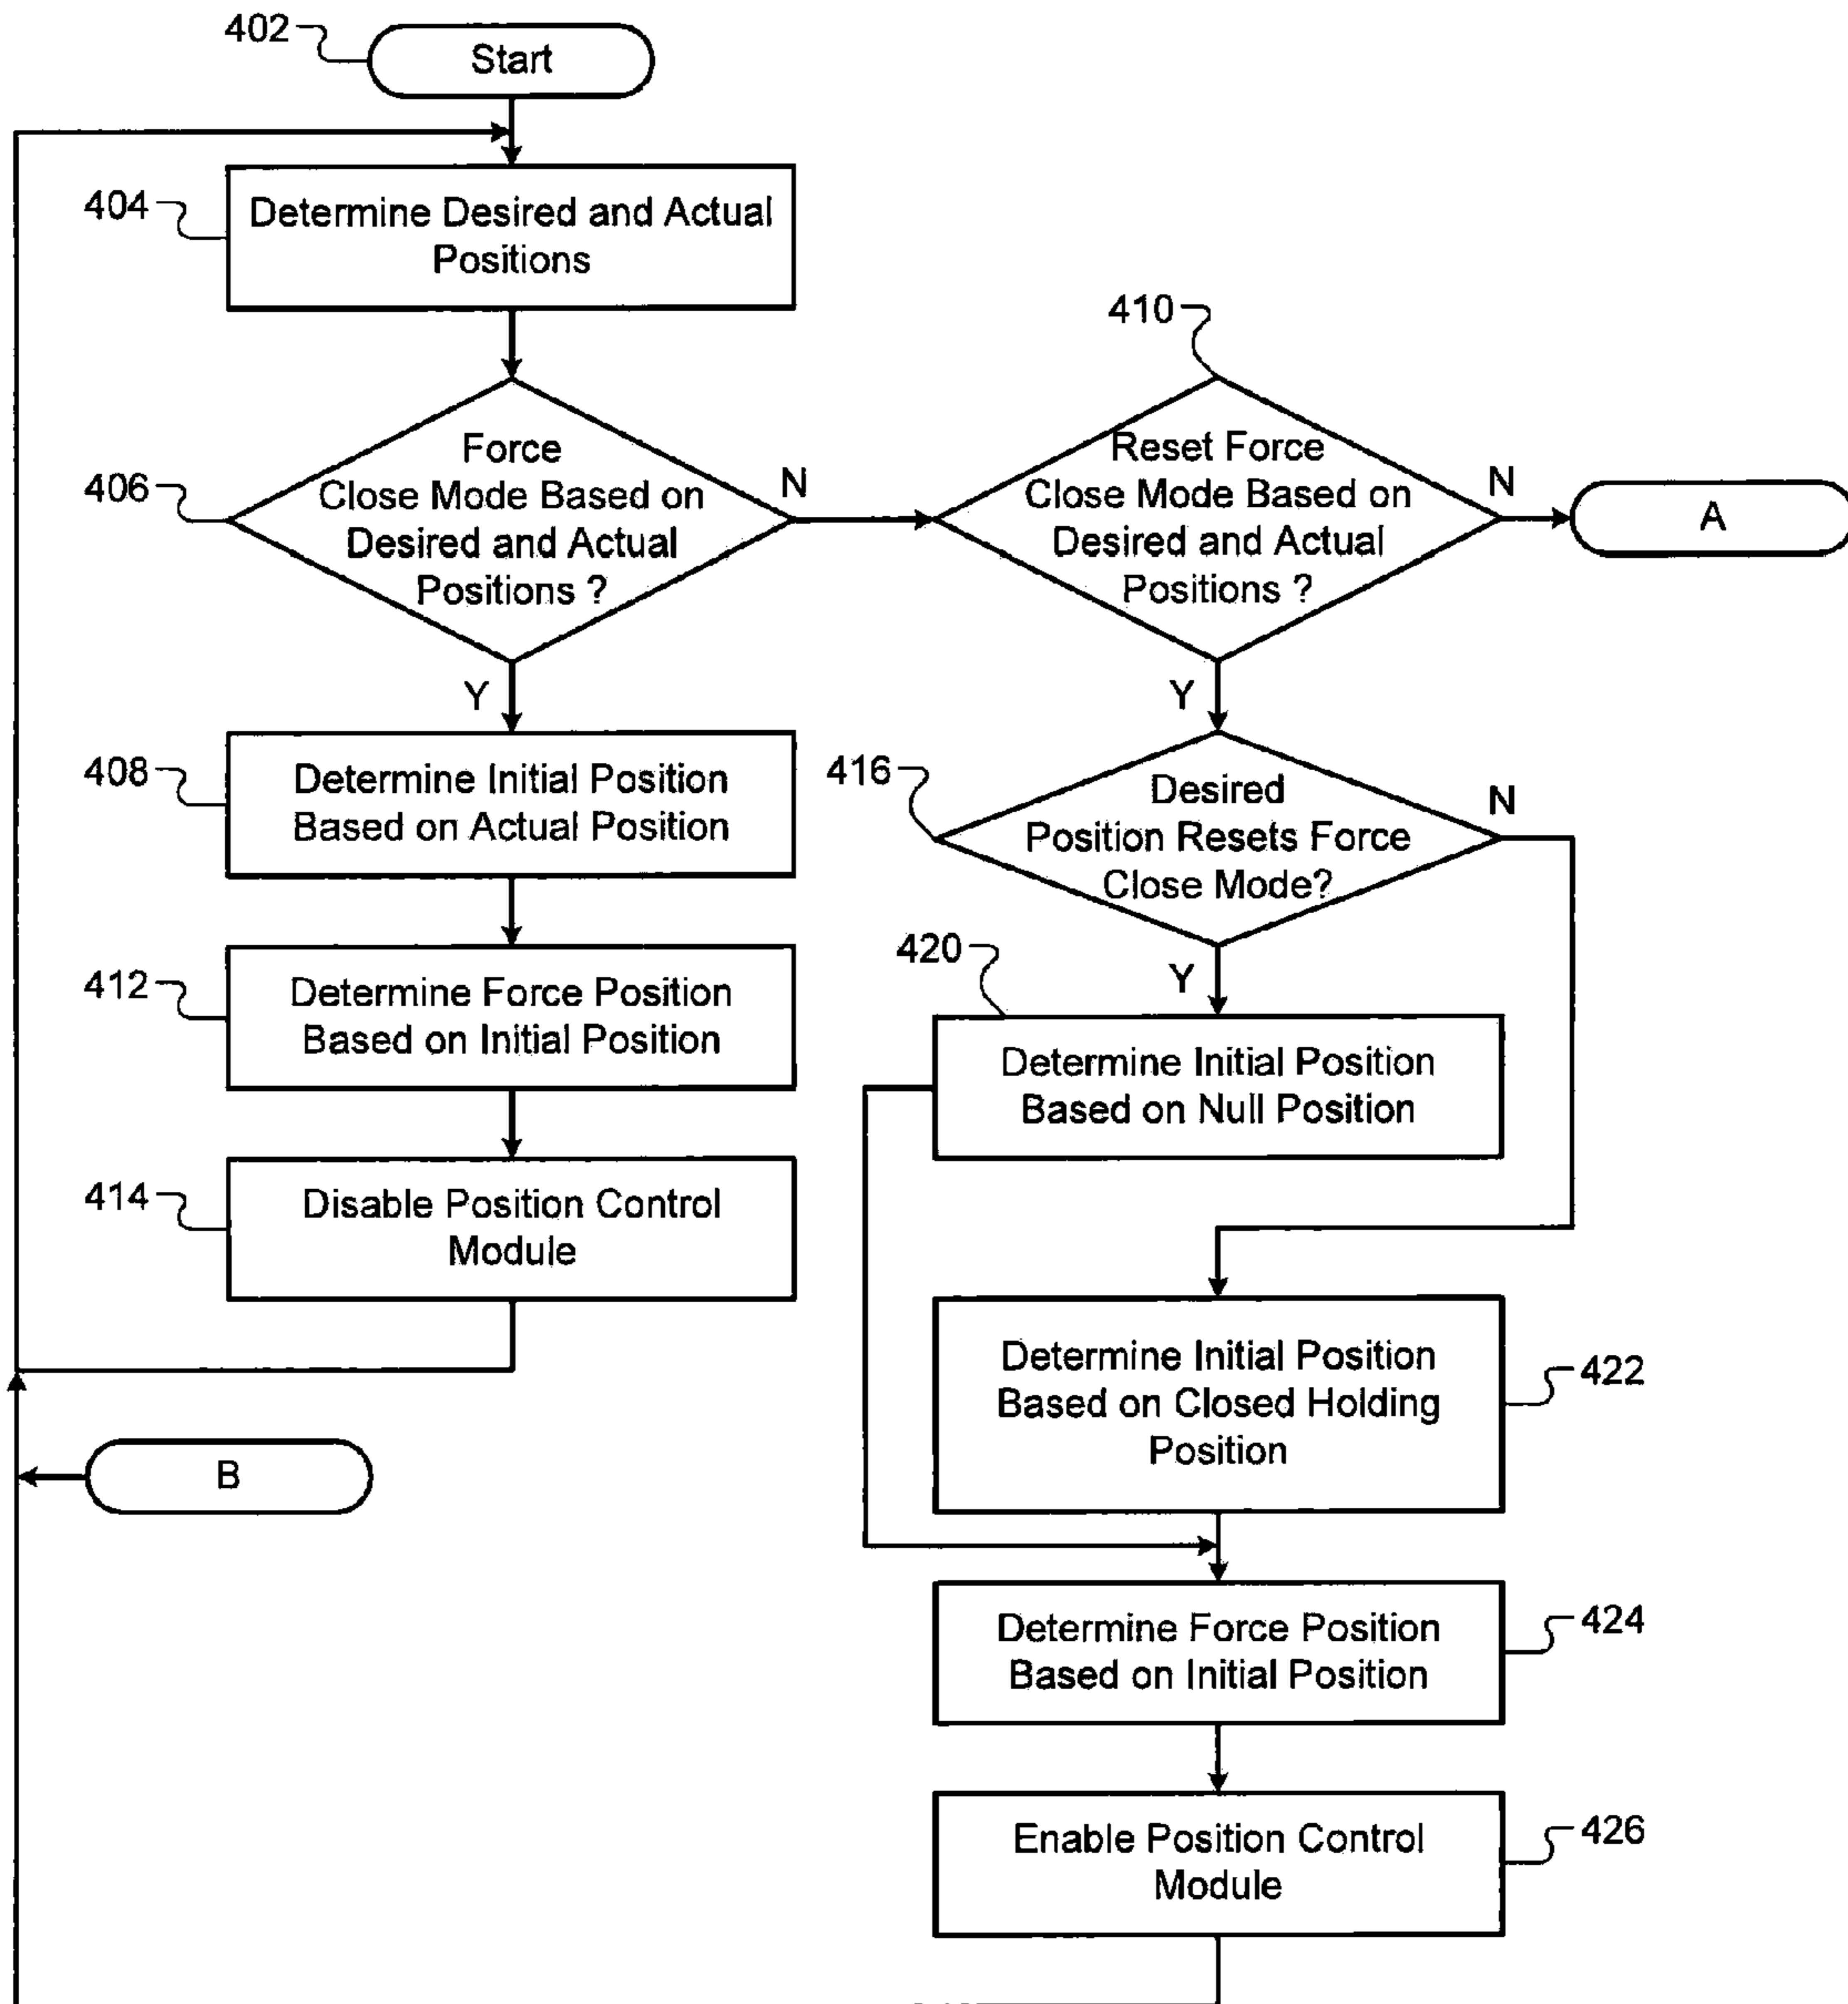 402
Start
404
Determine Desired and Actual
Positions
406
Force
Close Mode Based on
Desired and Actual
Positions ?
N
Y
410
Reset Force
Close Mode Based on
Desired and Actual
Positions ?
N
A
Y
408
Determine Initial Position
Based on Actual Position
416
Desired
Position Resets Force
Close Mode?
N
Y
412
Determine Force Position
Based on Initial Position
420
Determine Initial Position
Based on Null Position
414
Disable Position Control
Module
422
Determine Initial Position
Based on Closed Holding
Position
B
424
Determine Force Position
Based on Initial Position
426
Enable Position Control
Module